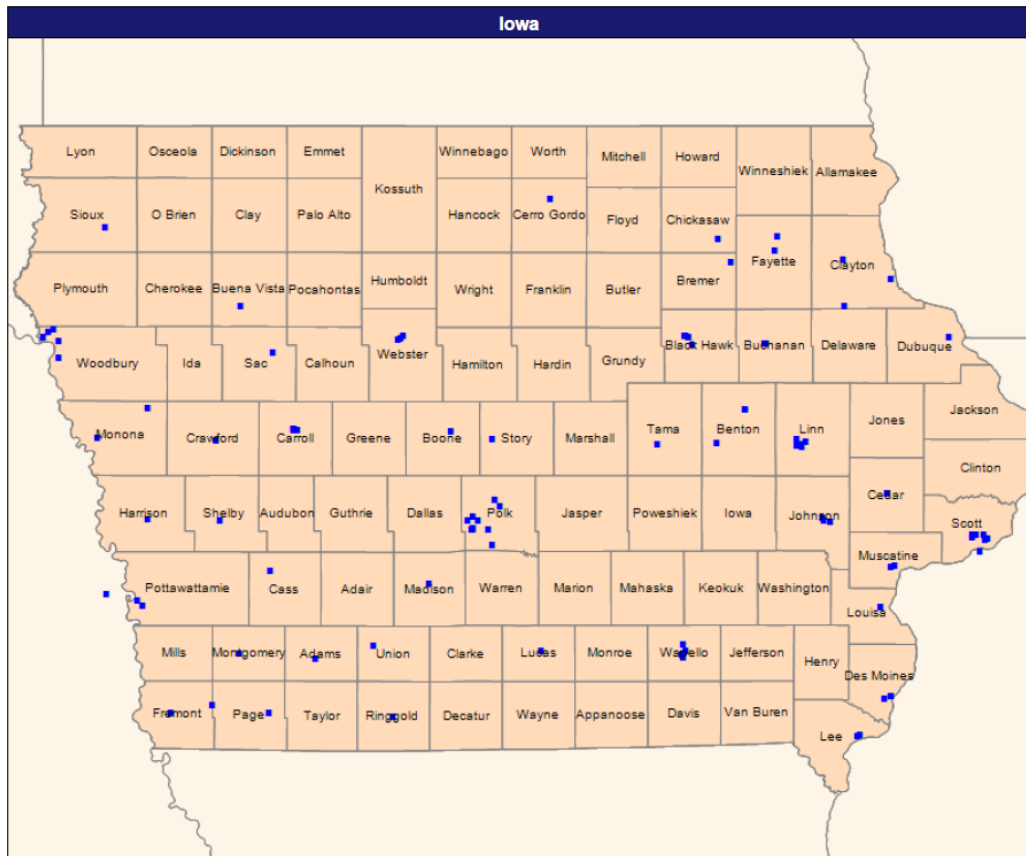 Iowa
Lyon Osceola Dickinson Emmet Winnebago Worth Mitchell Howard
Winneshiek Allamakee
Kossuth
Sioux O Brien Clay Palo Alto Hancock Cerro Gordo Floyd Chickasaw
Plymouth Cherokee Buena Vista Pocahontas Humboldt Wright Franklin Butler Bremer Fayette Clayton
Woodbury Ida Sac Calhoun Webster Hamilton Hardin Grundy Black Hawk Buchanan Delaware Dubuque
Jackson
Monona Crawford Carroll Greene Boone Story Marshall Tama Benton Linn Jones
Clinton
Harrison Shelby Audubon Guthrie Dallas Polk Jasper Poweshiek Iowa Johnson Cedar
Scott
Muscatine
Pottawattamie Cass Adair Madison Warren Marion Mahaska Keokuk Washington
Louisa
Mills Montgomery Adams Union Clarke Lucas Monroe Wapello Jefferson Henry
Des Moines
Fremont Page Taylor Ringgold Decatur Wayne Appanoose Davis Van Buren
Lee